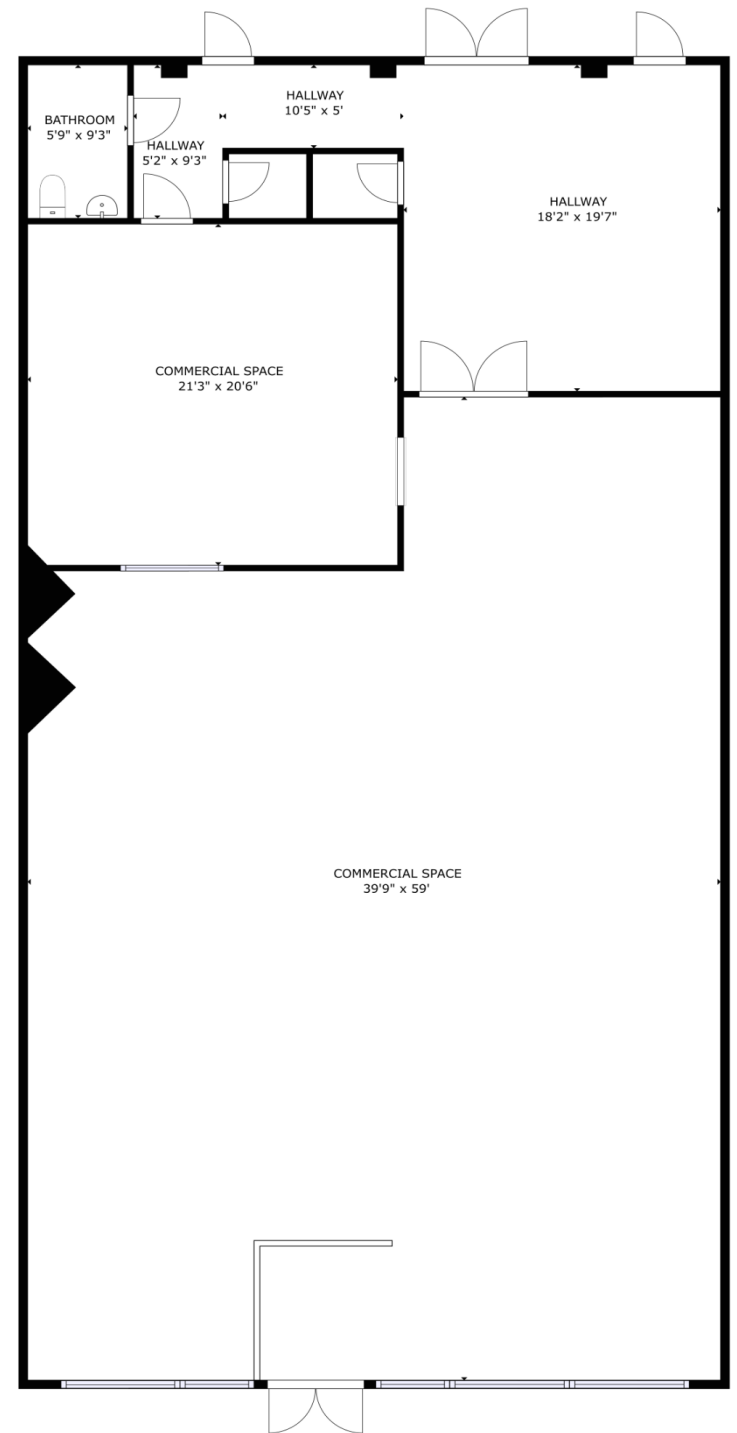 HALLWAY
10'5" x 5'
BATHROOM
5'9" x 9'3"
HALLWAY
5'2" x 9'3"
HALLWAY
18'2" x 19'7"
COMMERCIAL SPACE
21'3" x 20'6"
COMMERCIAL SPACE
39'9" x 59'